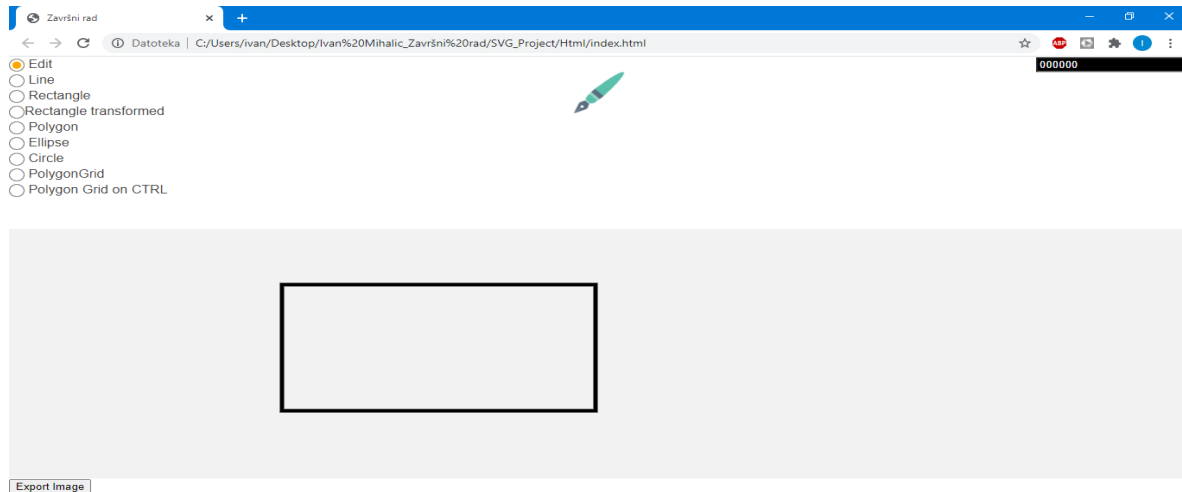 Završni rad
Datoteka | C:/Users/ivan/Desktop/Ivan%20Mihalic_Završni%20rad/SVG_Project/Html/index.html
ABP
I
Edit
000000
Line
Rectangle
Rectangle transformed
Polygon
Ellipse
Circle
PolygonGrid
Polygon Grid on CTRL
Export Image